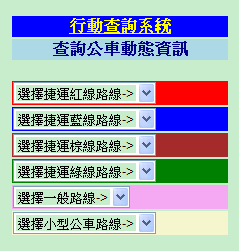 行動查詢系統
查詢公車動態資訊
選擇捷運紅線路線->
選擇捷運藍線路線->
選擇捷運棕線路線->
選擇捷運綠線路線->
選擇一般路線->
選擇小型公車路線->